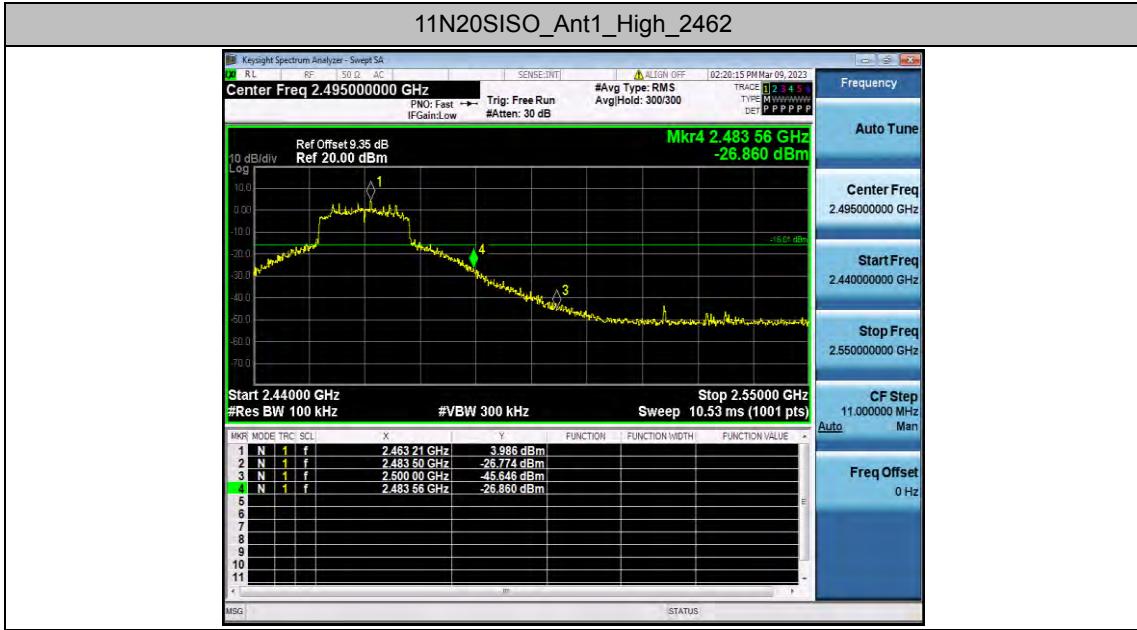 11N20SISO_Ant1_High_2462
Keysight Spectrum Analyzer - Swept SA
RL RF 50 Ω AC SENSE:INT ALIGN OFF 02:20:15 PM Mar 09, 2023
Center Freq 2.495000000 GHz #Avg Type: RMS TRACE 1 2 3 4 5 6
PNO: Fast Trig: Free Run Avg|Hold: 300/300 TYPE M WWWWW
IFGain:Low #Atten: 30 dB DET P P P P P P
Frequency
Auto Tune
Center Freq
2.495000000 GHz
Start Freq
2.440000000 GHz
Stop Freq
2.550000000 GHz
CF Step
11.000000 MHz
Auto Man
Freq Offset
0 Hz
Mkr4 2.483 56 GHz
-26.860 dBm
Ref Offset 9.35 dB
10 dB/div Ref 20.00 dBm
Log
10.0
0.00
-10.0
-20.0
-30.0
-40.0
-50.0
-60.0
-70.0
1
4
3
-16.01 dBm
Start 2.44000 GHz Stop 2.55000 GHz
#Res BW 100 kHz #VBW 300 kHz Sweep 10.53 ms (1001 pts)
MKR MODE TRC SCL X Y FUNCTION FUNCTION WIDTH FUNCTION VALUE
1 N 1 f 2.463 21 GHz 3.986 dBm
2 N 1 f 2.483 50 GHz -26.774 dBm
3 N 1 f 2.500 00 GHz -45.646 dBm
4 N 1 f 2.483 56 GHz -26.860 dBm
5
6
7
8
9
10
11
MSG STATUS